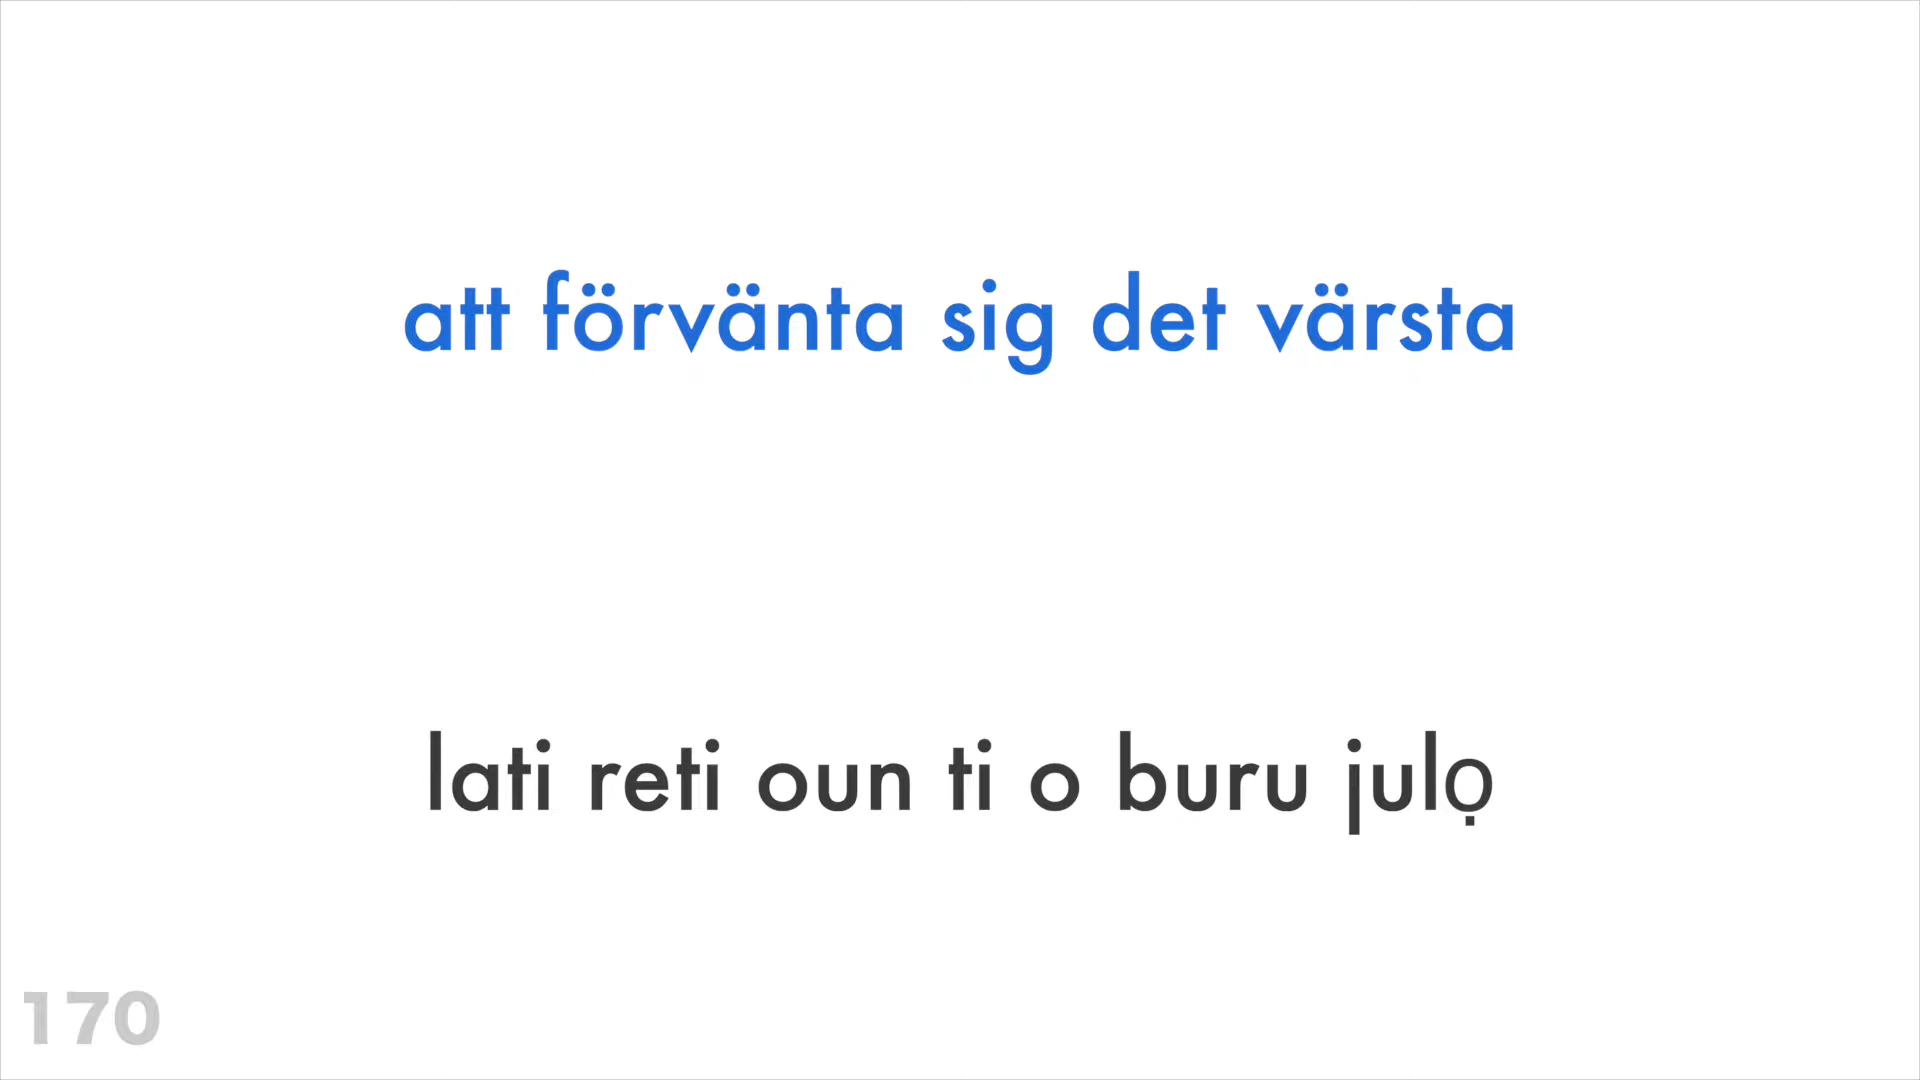 att förvänta sig det värsta
lati reti oun ti o buru julọ
170